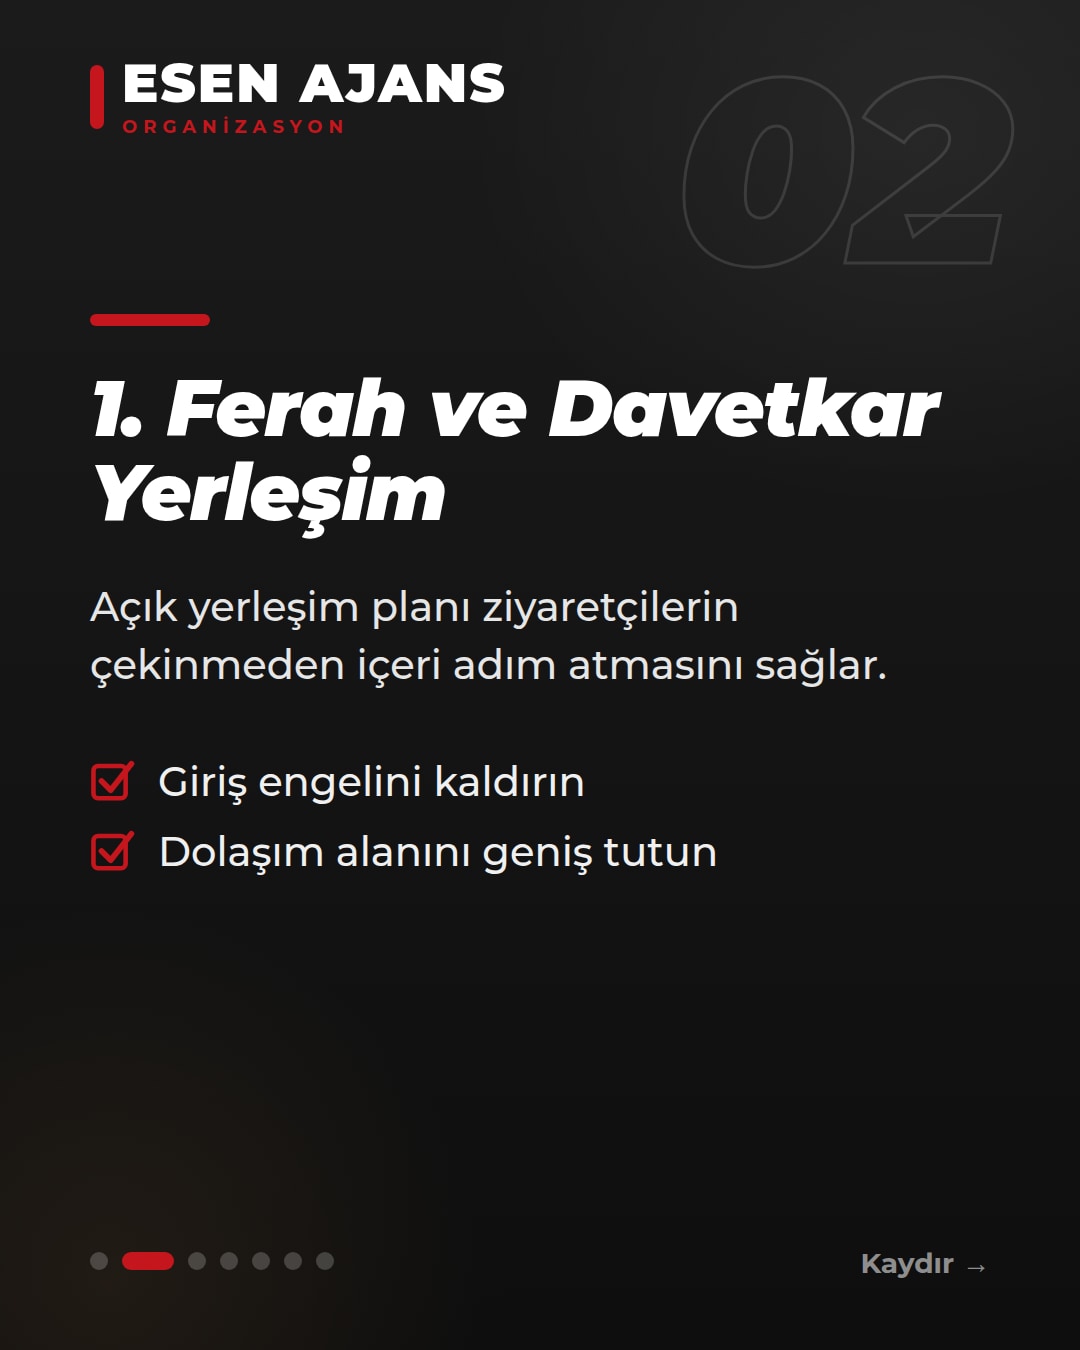 ESEN AJANS
ORGANİZASYON
02
1. Ferah ve Davetkar
Yerleşim
Açık yerleşim planı ziyaretçilerin
çekinmeden içeri adım atmasını sağlar.
Giriş engelini kaldırın
Dolaşım alanını geniş tutun
Kaydır →